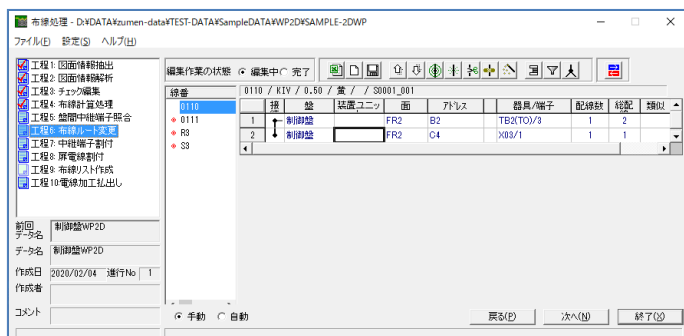 布線処理 - D:¥DATA¥zumen-data¥TEST-DATA¥SampleDATA¥WP2D¥SAMPLE-2DWP
ファイル(F) 設定(S) ヘルプ(H)
工程1: 図面情報抽出
工程2: 図面情報解析
工程3: チェック編集
工程4: 布線計算処理
工程5: 盤間中継端子照合
工程6: 布線ルート変更
工程7: 中継端子割付
工程8: 扉電線割付
工程9: 布線リスト作成
工程10:電線加工払出し
編集作業の状態 編集中 完了
線番
0110
0111
R3
S3
0110 / KIV / 0.50 / 黄 / / S0001_001
接 盤 装置.ユニッ 面 アドレス 器具/端子 配線数 総配 類似
1 制御盤 FR2 B2 TB2(TO)/3 1 2
2 制御盤 FR2 C4 X03/1 1 1
前回データ名 制御盤WP2D
データ名 制御盤WP2D
作成日 2020/02/04 進行No 1
作成者
コメント
手動 自動
戻る(P) 次へ(N) 終了(X)